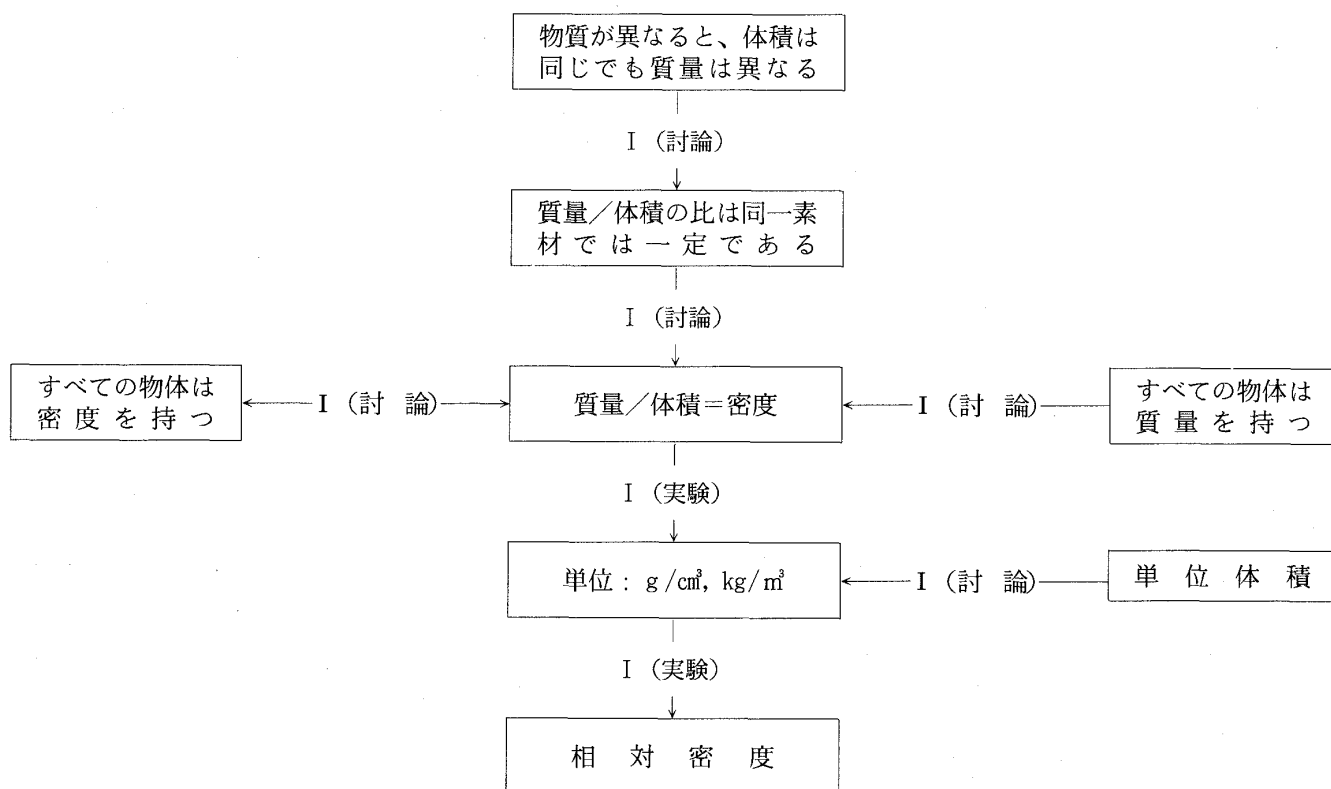 物質が異なると、体積は
同じでも質量は異なる
I (討論)
質量／体積の比は同一素
材では一定である
I (討論)
すべての物体は
密度を持つ
I (討論)
質量／体積＝密度
I (討論)
すべての物体は
質量を持つ
I (実験)
単位：g/cm³, kg/m³
I (討論)
単位体積
I (実験)
相対密度